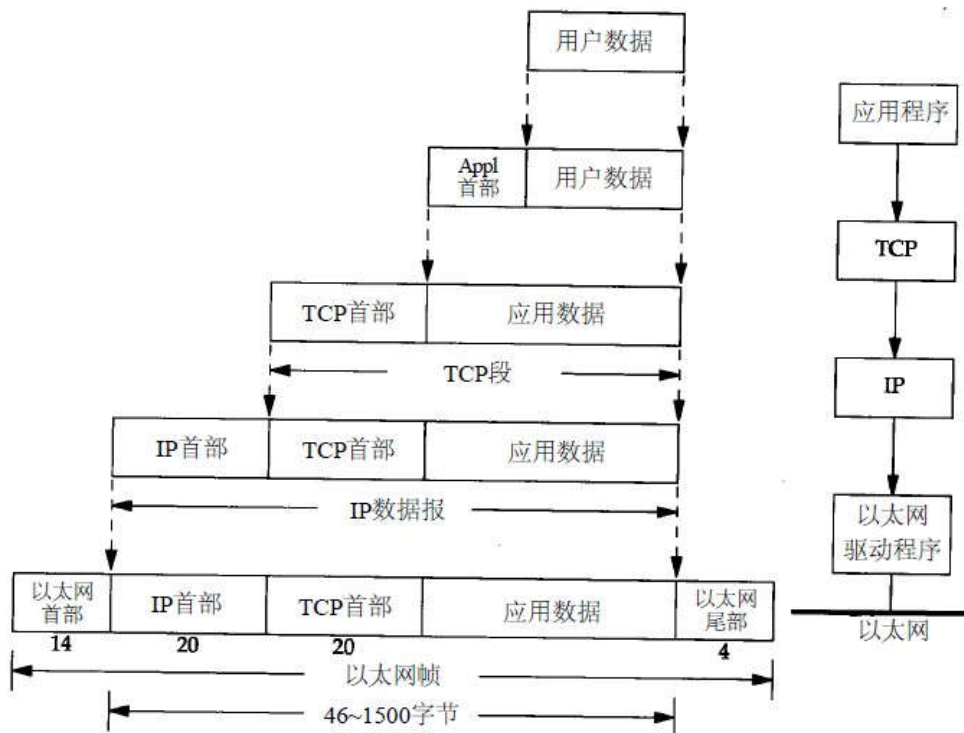 用户数据
Appl
首部
用户数据
TCP首部
应用数据
TCP段
IP首部
TCP首部
应用数据
IP数据报
以太网
首部
IP首部
TCP首部
应用数据
以太网
尾部
14
20
20
4
以太网帧
46~1500字节
应用程序
TCP
IP
以太网
驱动程序
以太网